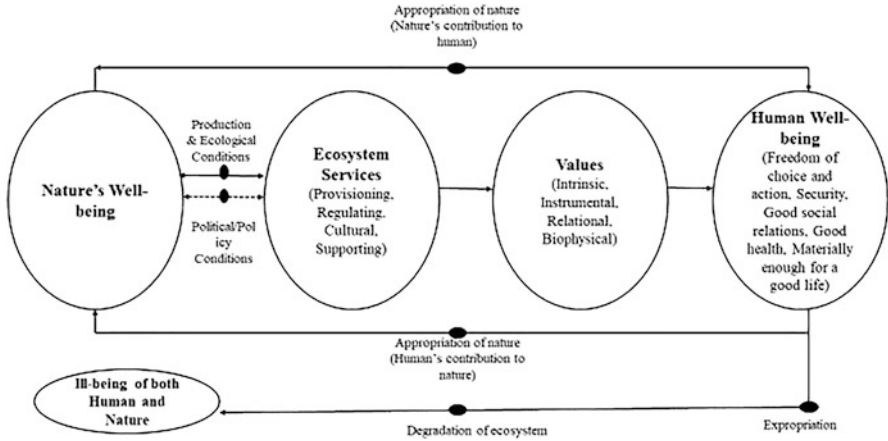 Appropriation of nature
(Nature's contribution to
human)
Production
& Ecological
Conditions
Political/Pol
icy
Conditions
Nature's Well-
being
Ecosystem
Services
(Provisioning,
Regulating.
Cultural,
Supporting)
Values
(Intrinsic,
Instrumental,
Relational,
Biophysical)
Human Well-
being
(Freedom of
choice and
action, Security,
Good social
relations, Good
health, Materially
enough for a
good life)
Appropriation of nature
(Human's contribution to
nature)
Ill-being of both
Human and
Nature
Degradation of ecosystem
Expropriation